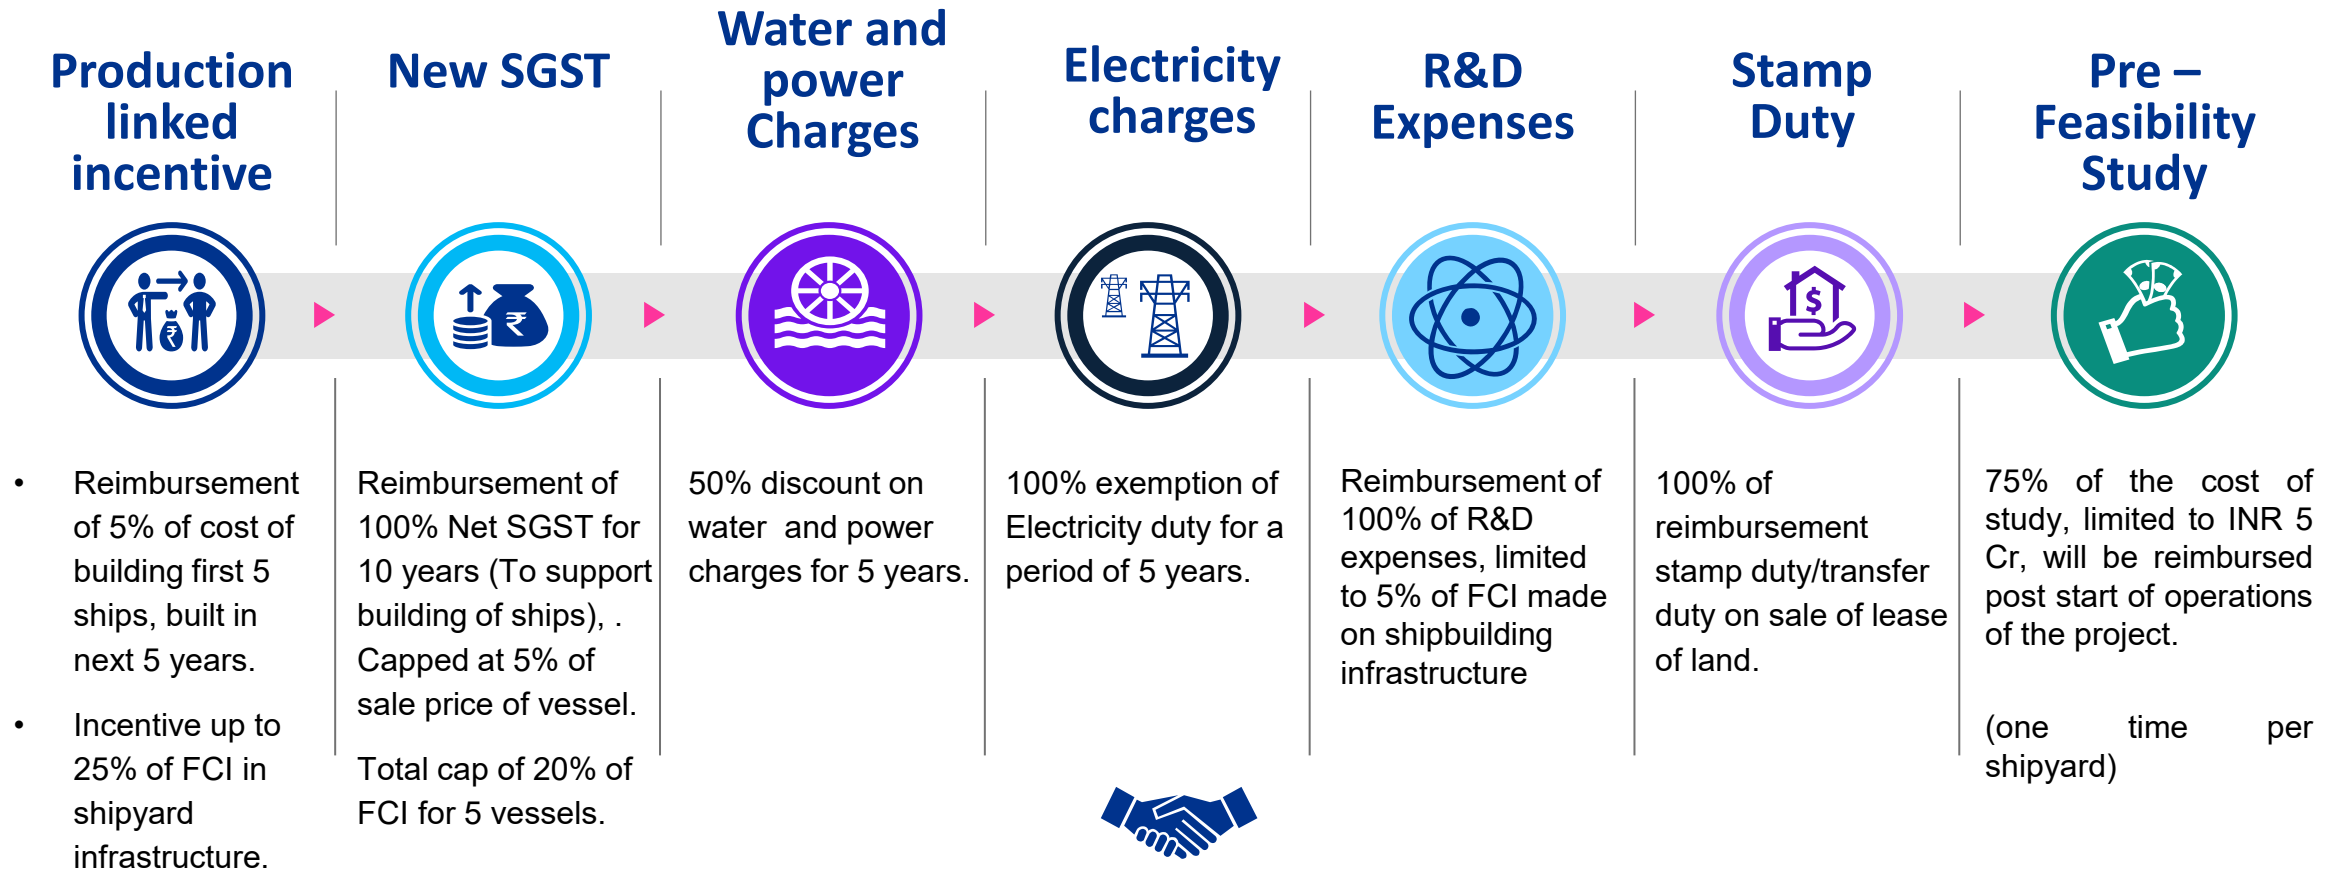 Production
linked
incentive
New SGST
Water and
power
Charges
Electricity
charges
R&D
Expenses
Stamp
Duty
Pre –
Feasibility
Study
₹
₹
$
• Reimbursement
of 5% of cost of
building first 5
ships, built in
next 5 years.
• Incentive up to
25% of FCI in
shipyard
infrastructure.
Reimbursement of
100% Net SGST for
10 years (To support
building of ships), .
Capped at 5% of
sale price of vessel.
Total cap of 20% of
FCI for 5 vessels.
50% discount on
water and power
charges for 5 years.
100% exemption of
Electricity duty for a
period of 5 years.
Reimbursement of
100% of R&D
expenses, limited
to 5% of FCI made
on shipbuilding
infrastructure
100% of
reimbursement
stamp duty/transfer
duty on sale of lease
of land.
75% of the cost of
study, limited to INR 5
Cr, will be reimbursed
post start of operations
of the project.
(one time per
shipyard)